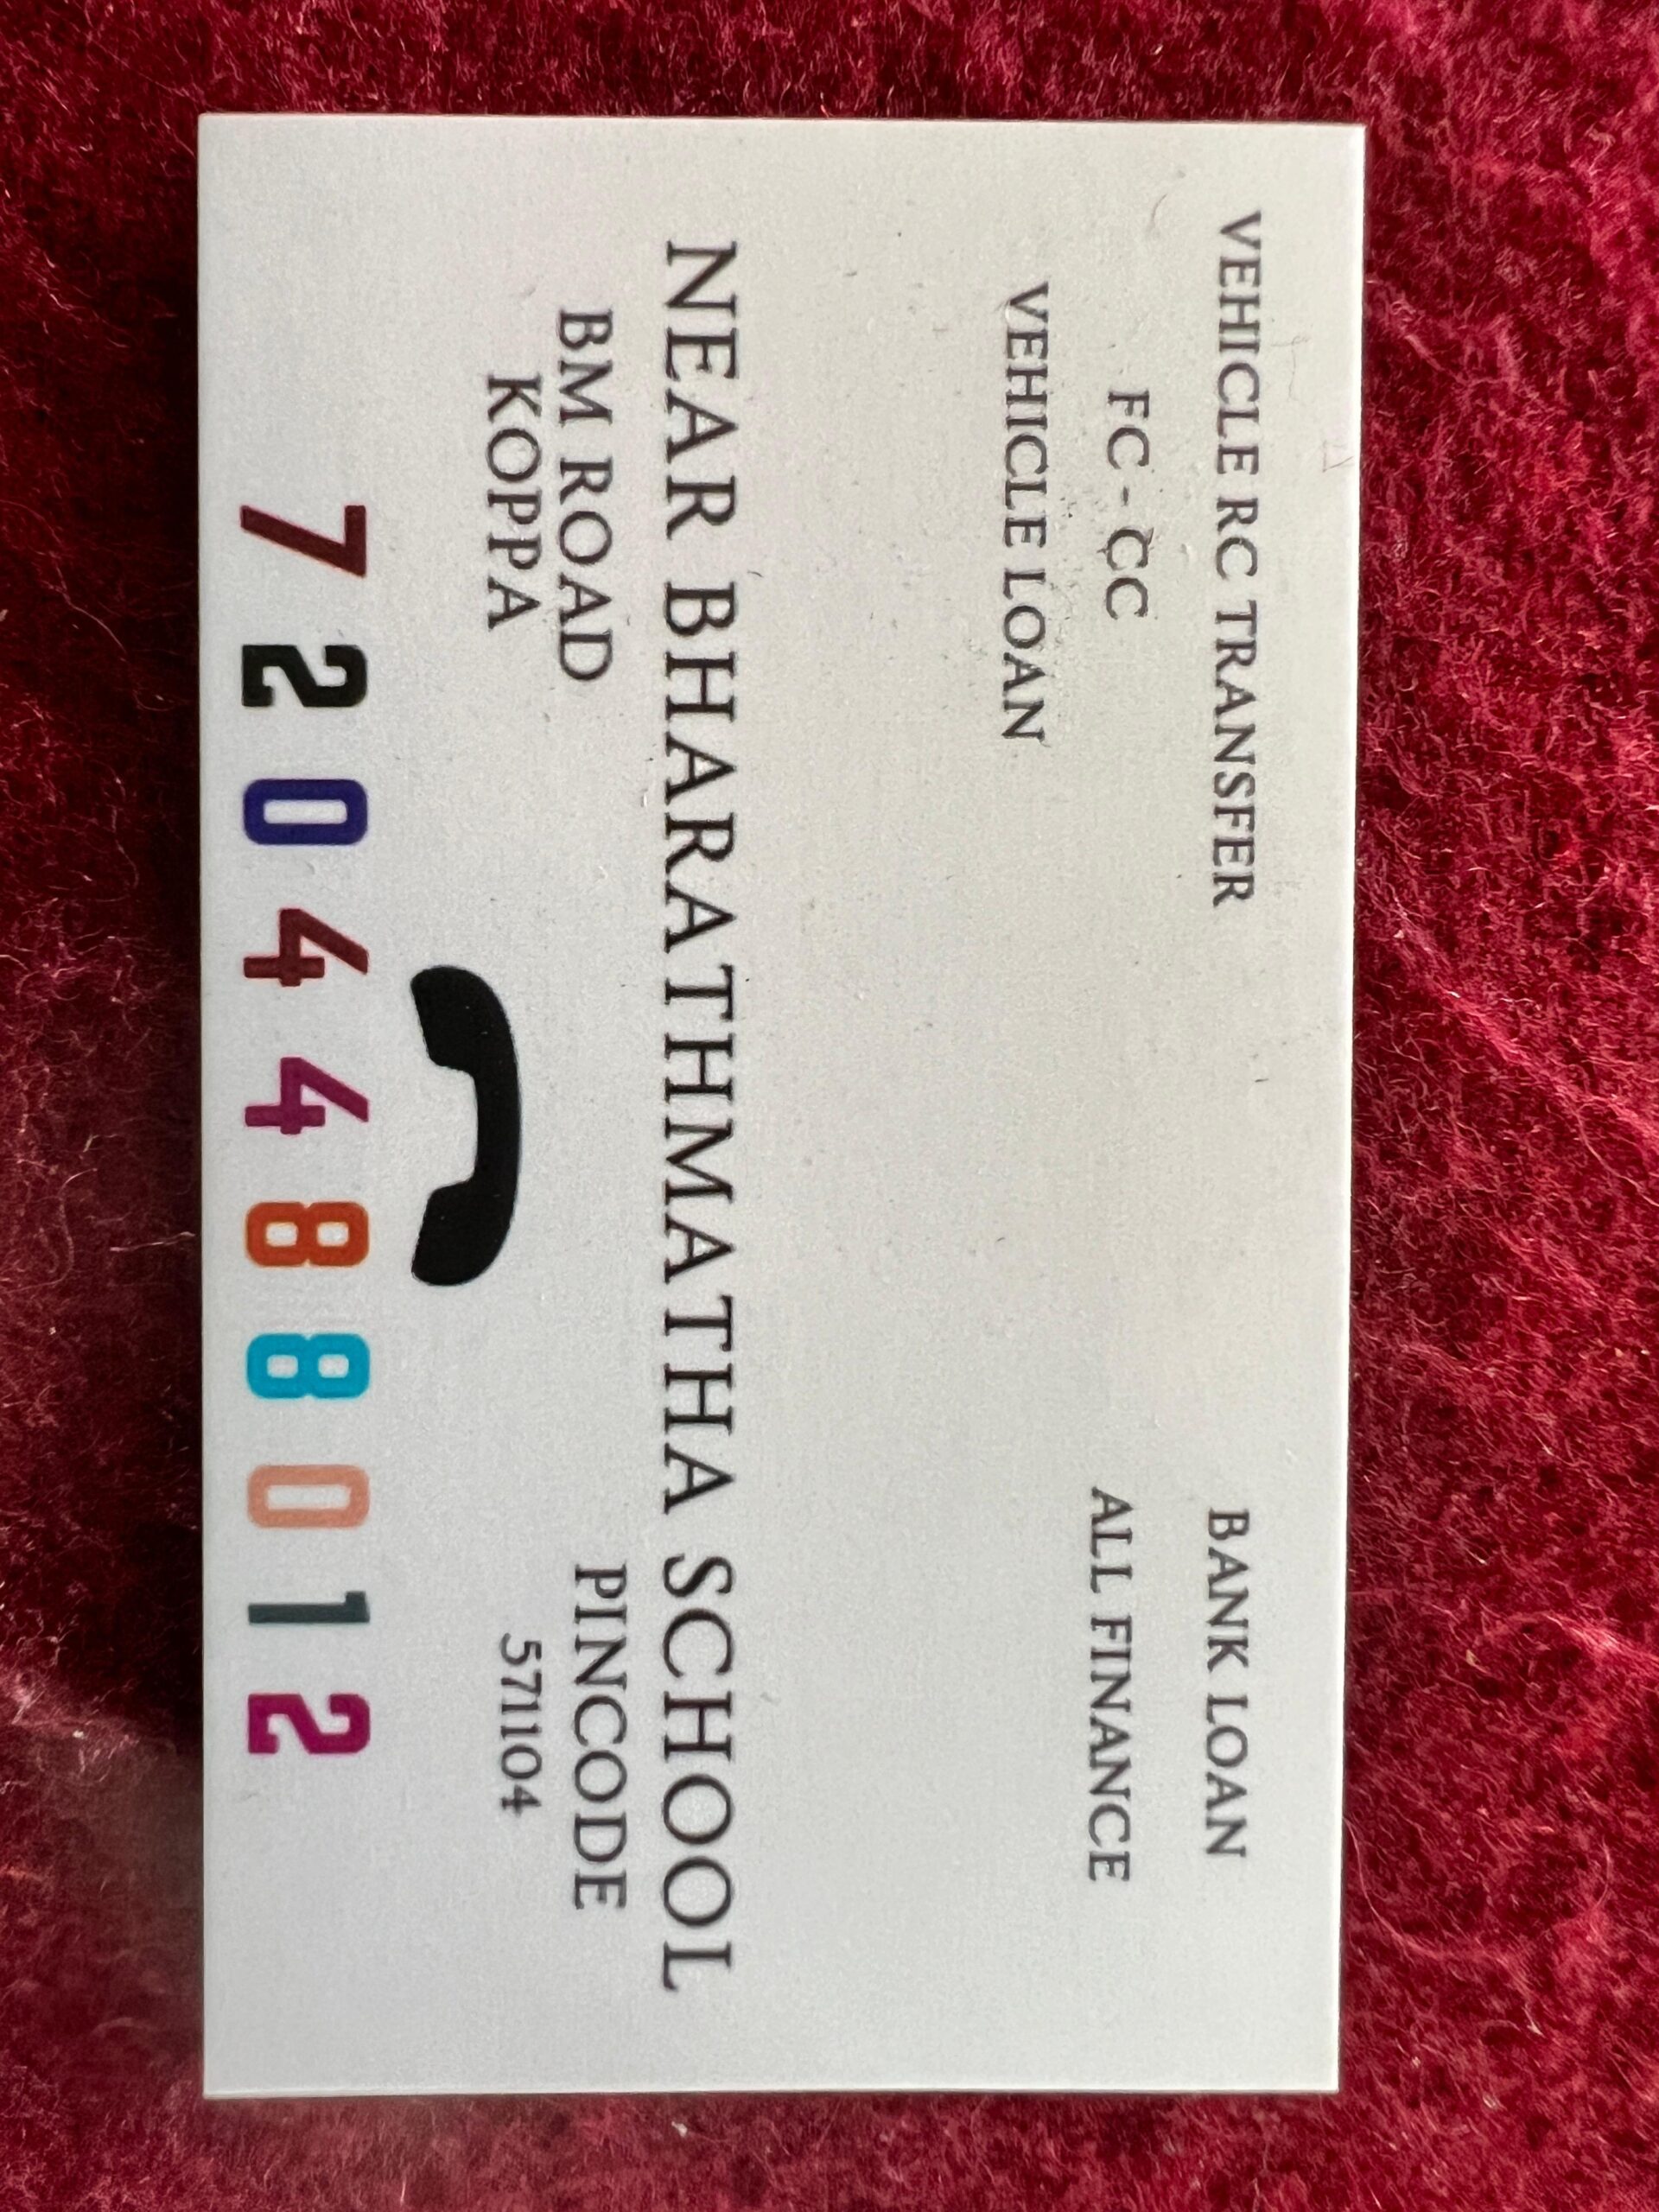 VEHICLE RC TRANSFER
BANK LOAN
FC - CC
ALL FINANCE
VEHICLE LOAN
NEAR BHARATHMATHA SCHOOL
BM ROAD
PINCODE
KOPPA
571104
7204488012